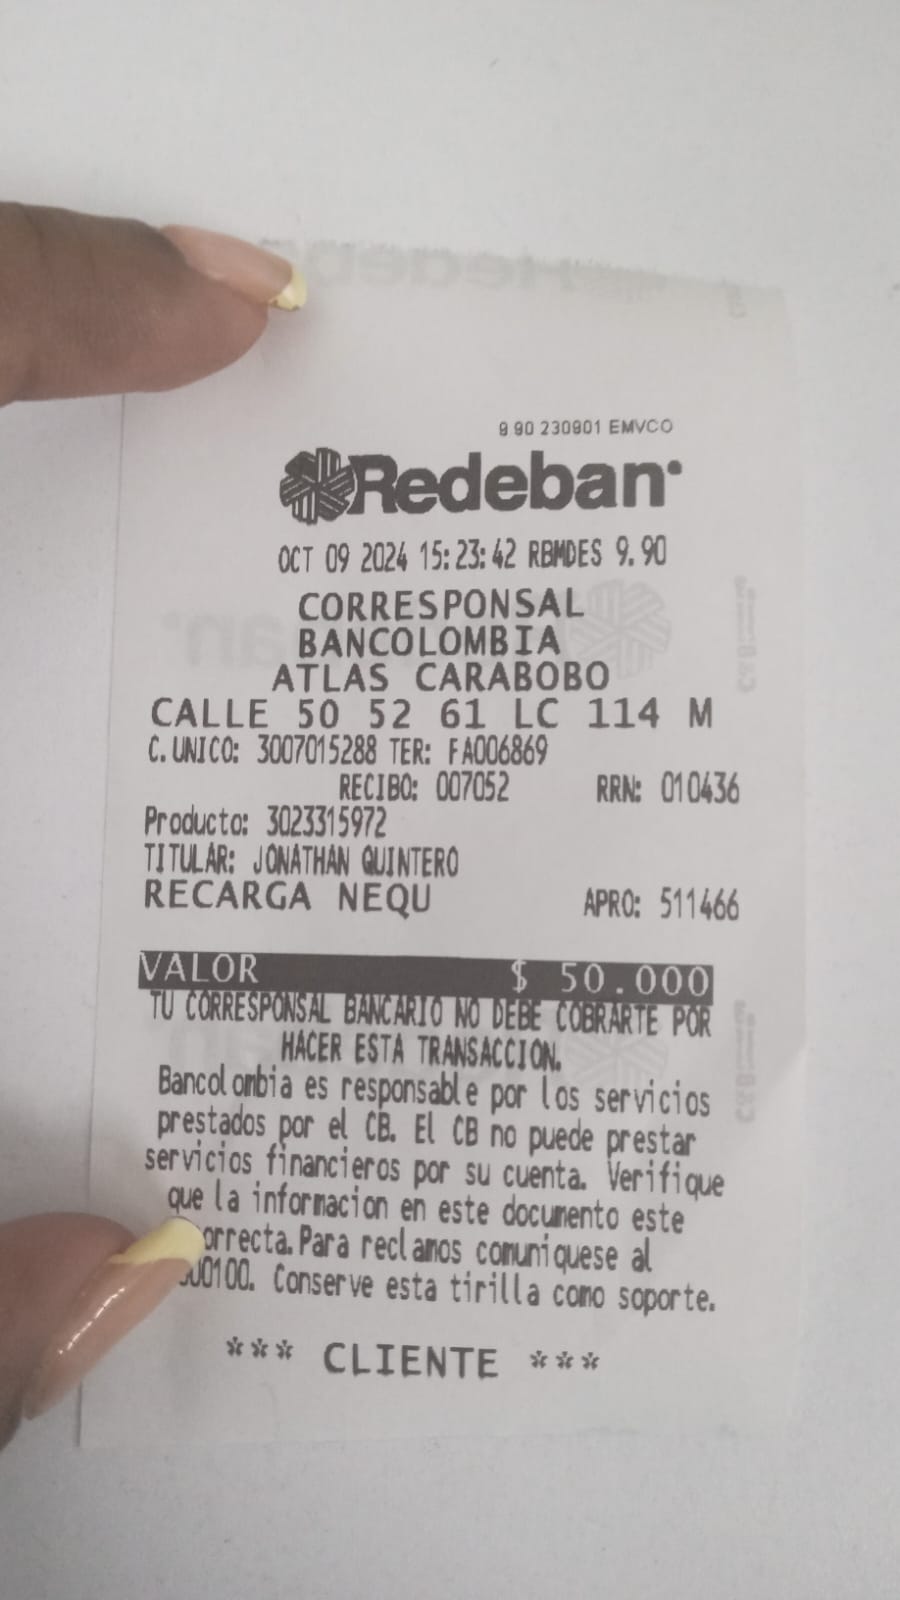 9 90 230901 EMVCO
Redeban
OCT 09 2024 15:23:42 RBMDES 9.90
CORRESPONSAL
BANCOLOMBIA
ATLAS CARABOBO
CALLE 50 52 61 LC 114 M
C.UNICO: 3007015288 TER: FA006869
RECIBO: 007052 RRN: 010436
Producto: 3023315972
TITULAR: JONATHAN QUINTERO
RECARGA NEQU APRO: 511466
VALOR $ 50.000
TU CORRESPONSAL BANCARIO NO DEBE COBRARTE POR
HACER ESTA TRANSACCION.
Bancolombia es responsable por los servicios
prestados por el CB. El CB no puede prestar
servicios financieros por su cuenta. Verifique
que la informacion en este documento este
orrecta. Para reclamos comuniquese al
00100. Conserve esta tirilla como soporte.
*** CLIENTE ***